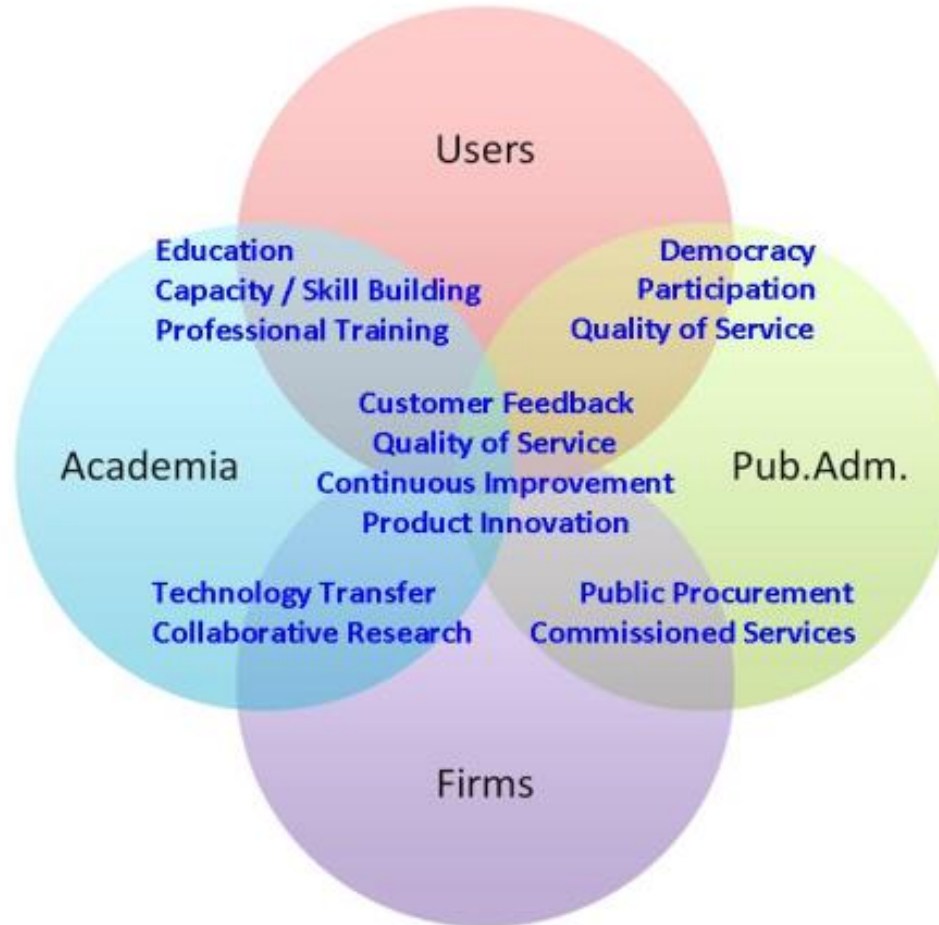 Users
Education
Capacity / Skill Building
Professional Training
Democracy
Participation
Quality of Service
Customer Feedback
Quality of Service
Continuous Improvement
Product Innovation
Academia
Pub.Adm.
Technology Transfer
Collaborative Research
Public Procurement
Commissioned Services
Firms